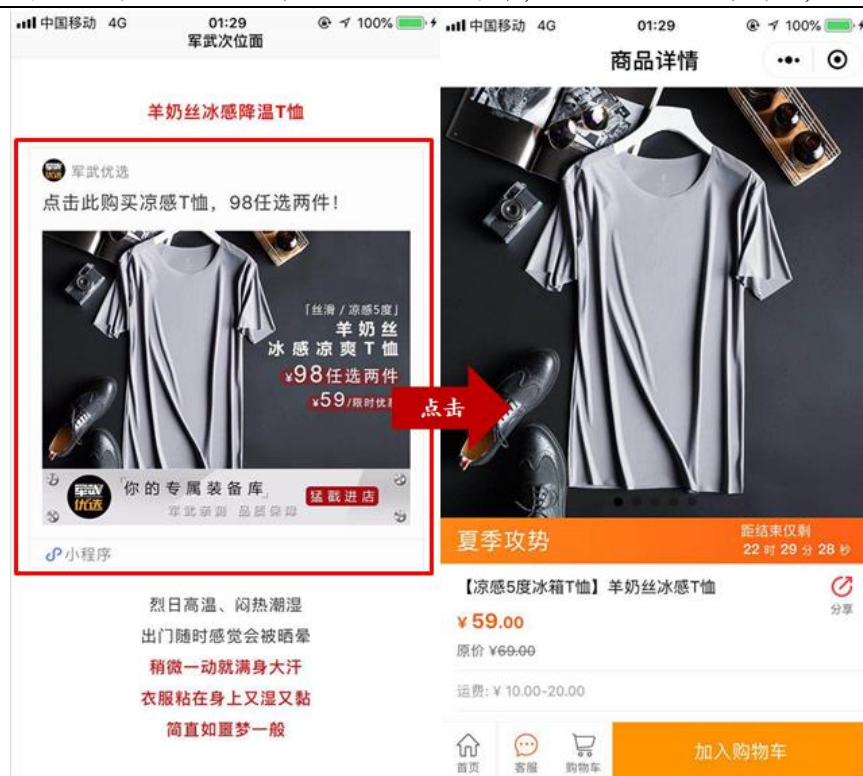 中国移动 4G 01:29 100%
军武次位面
羊奶丝冰感降温T恤
军武优选
点击此购买凉感T恤，98任选两件！
「丝滑 / 凉感5度」
羊奶丝
冰感凉爽T恤
¥98任选两件
¥59/限时优惠
军武优选
「你的专属装备库」
猛戳进店
军武亲测 品质保障
小程序
烈日高温、闷热潮湿
出门随时感觉会被晒晕
稍微一动就满身大汗
衣服粘在身上又湿又黏
简直如噩梦一般
点击
中国移动 4G 01:29 100%
商品详情
夏季攻势
距结束仅剩
22 时 29 分 28 秒
【凉感5度冰箱T恤】羊奶丝冰感T恤
分享
¥59.00
原价 ¥69.00
运费: ¥ 10.00-20.00
首页 客服 购物车 加入购物车